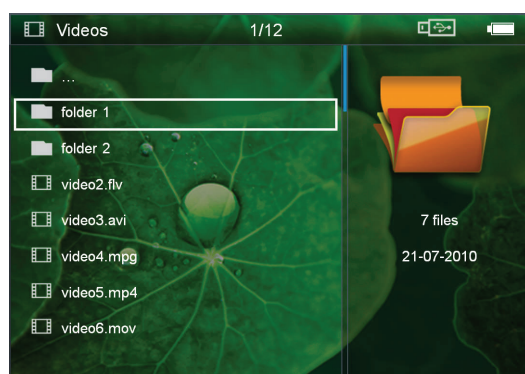 Videos 1/12
...
folder 1
folder 2
video2.flv
video3.avi
video4.mpg
video5.mp4
video6.mov
7 files
21-07-2010